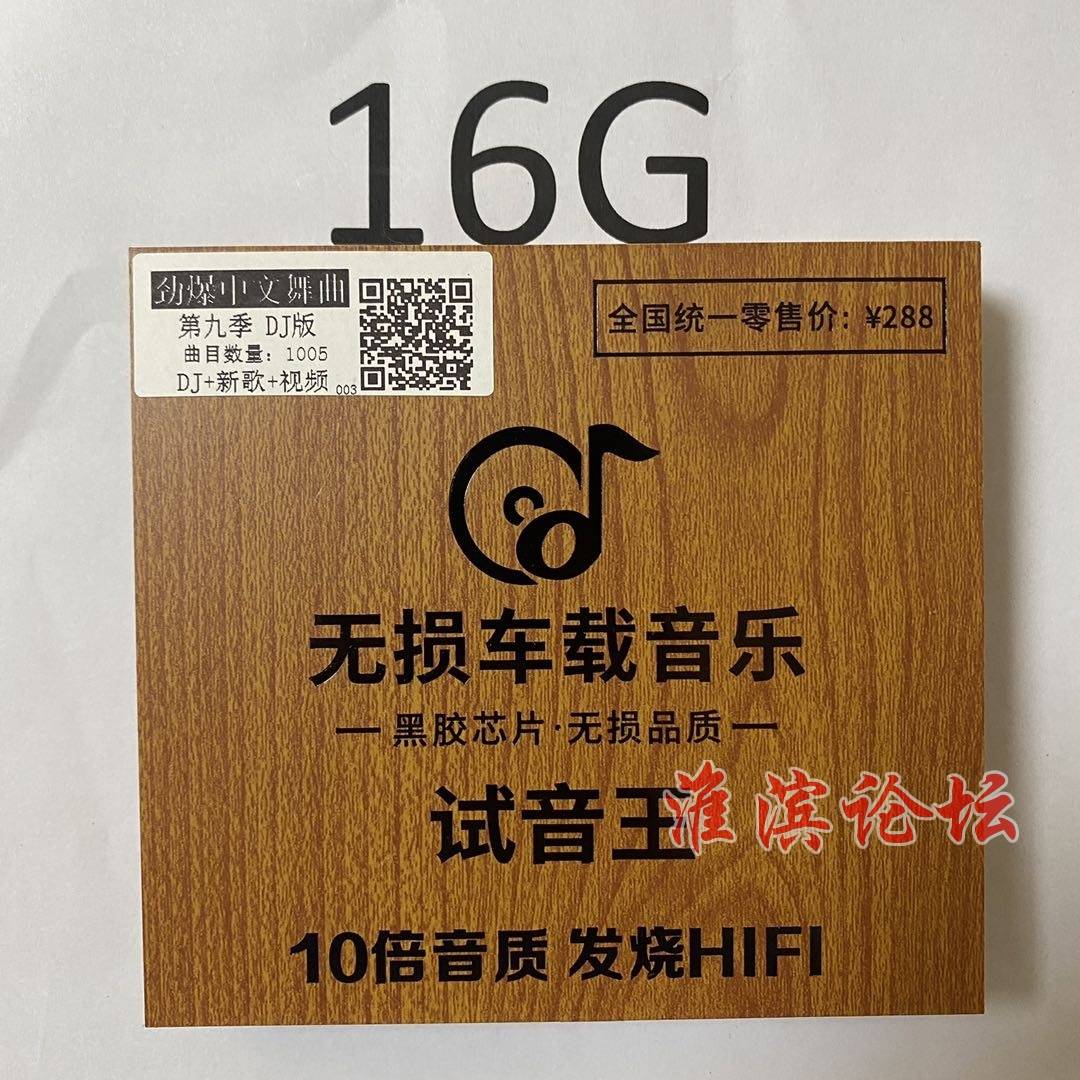 16G
劲爆中文舞曲
第九季 DJ版
曲目数量：1005
DJ+新歌+视频 003
全国统一零售价：¥288
无损车载音乐
—黑胶芯片·无损品质—
试音王
淮滨论坛
10倍音质 发烧HIFI